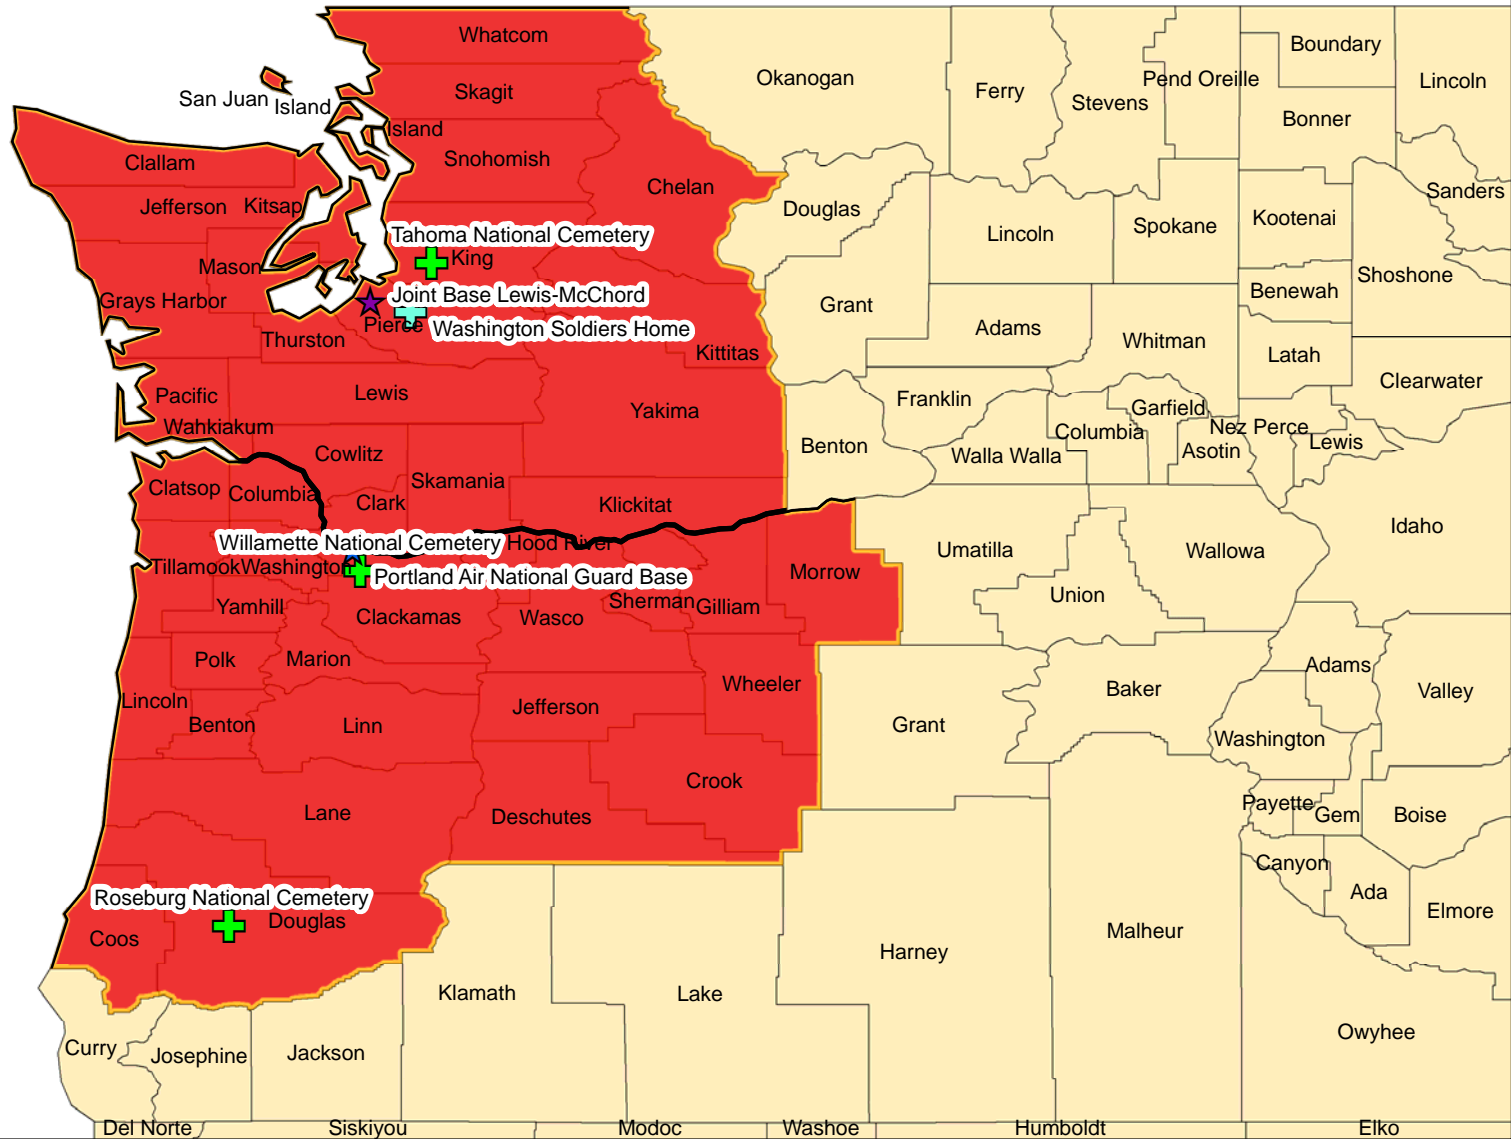 Whatcom
Boundary
Okanogan
Pend Oreille
Lincoln
Ferry
Skagit
San Juan
Island
Stevens
Bonner
Island
Snohomish
Clallam
Chelan
Sanders
Jefferson
Kitsap
Douglas
Kootenai
Spokane
Lincoln
Tahoma National Cemetery
King
Mason
Shoshone
Benewah
Joint Base Lewis-McChord
Grays Harbor
Grant
Pierce
Washington Soldiers Home
Adams
Thurston
Whitman
Kittitas
Latah
Clearwater
Pacific
Lewis
Franklin
Garfield
Yakima
Wahkiakum
Nez Perce
Columbia
Lewis
Benton
Asotin
Cowlitz
Walla Walla
Skamania
Clatsop
Columbia
Clark
Klickitat
Idaho
Willamette National Cemetery
Hood River
Umatilla
Wallowa
Tillamook
Washington
Portland Air National Guard Base
Morrow
Union
Sherman
Yamhill
Gilliam
Clackamas
Wasco
Polk
Marion
Adams
Wheeler
Baker
Valley
Lincoln
Jefferson
Benton
Linn
Grant
Washington
Crook
Payette
Lane
Deschutes
Gem
Boise
Canyon
Ada
Roseburg National Cemetery
Elmore
Douglas
Malheur
Coos
Harney
Klamath
Lake
Owyhee
Curry
Josephine
Jackson
Del Norte
Siskiyou
Modoc
Washoe
Humboldt
Elko